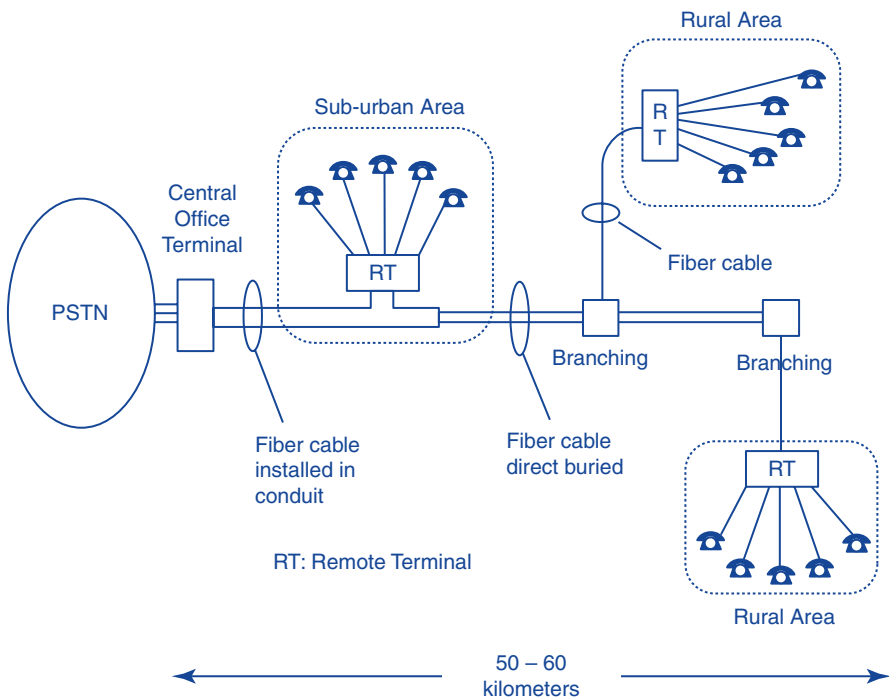 Rural Area
R
T
Sub-urban Area
Central
Office
Terminal
RT
Fiber cable
PSTN
Branching
Branching
Fiber cable
installed in
conduit
Fiber cable
direct buried
RT
RT: Remote Terminal
Rural Area
50 – 60
kilometers